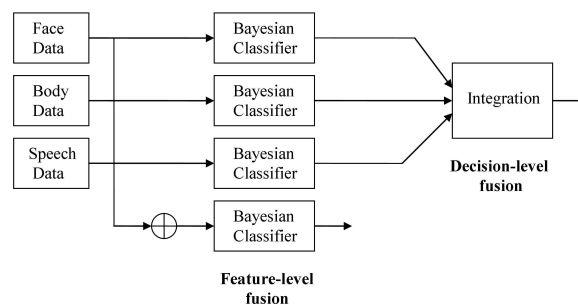 Face
Data
Bayesian
Classifier
Body
Data
Bayesian
Classifier
Integration
Speech
Data
Bayesian
Classifier
Decision-level
fusion
Bayesian
Classifier
Feature-level
fusion